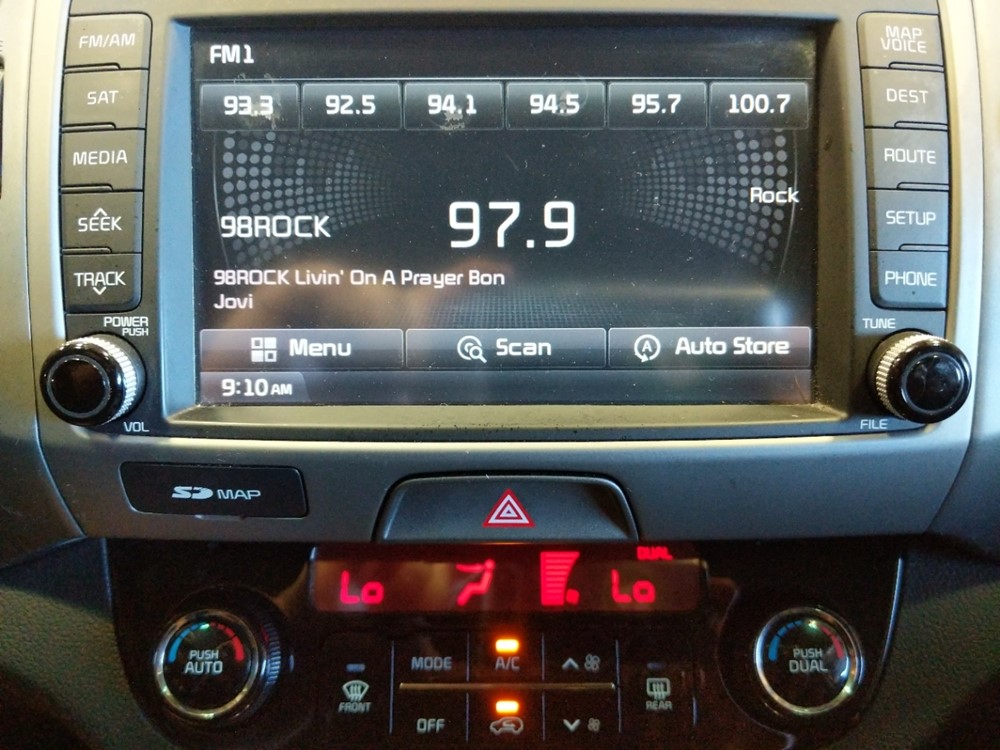 FM1
93.3 92.5 94.1 94.5 95.7 100.7
Rock
98ROCK 97.9
98ROCK Livin' On A Prayer Bon
Jovi
Menu Scan Auto Store
9:10 AM
FM/AM
SAT
MEDIA
SEEK
TRACK
POWER
PUSH
VOL
MAP
VOICE
DEST
ROUTE
SETUP
PHONE
TUNE
FILE
SD MAP
DUAL
Lo Lo
PUSH
AUTO
MODE A/C
FRONT
OFF
REAR
PUSH
DUAL